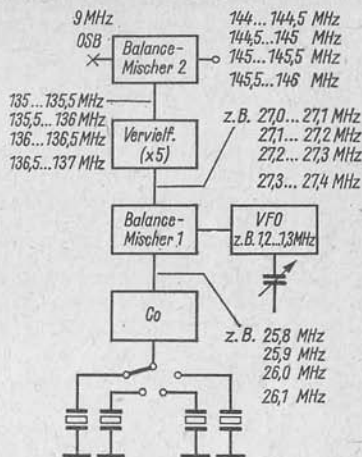 9 MHz
OSB
Balance-
Mischer 2
144...144,5 MHz
144,5...145 MHz
145...145,5 MHz
145,5...146 MHz
135...135,5 MHz
135,5...136 MHz
136...136,5 MHz
136,5...137 MHz
Vervielf.
(x5)
z.B. 27,0...27,1 MHz
27,1...27,2 MHz
27,2...27,3 MHz
27,3...27,4 MHz
Balance-
Mischer 1
VFO
z.B. 1,2...1,3MHz
Co
z.B. 25,8 MHz
25,9 MHz
26,0 MHz
26,1 MHz